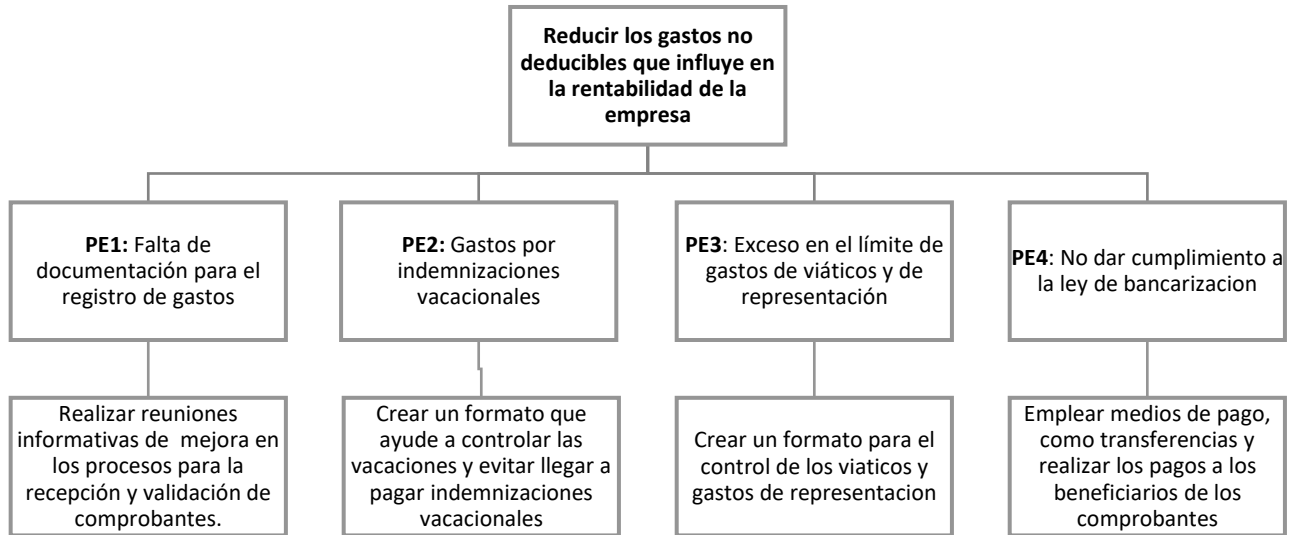 Reducir los gastos no
deducibles que influye en
la rentabilidad de la
empresa
PE1: Falta de
documentación para el
registro de gastos
PE2: Gastos por
indemnizaciones
vacacionales
PE3: Exceso en el límite de
gastos de viáticos y de
representación
PE4: No dar cumplimiento a
la ley de bancarizacion
Realizar reuniones
informativas de mejora en
los procesos para la
recepción y validación de
comprobantes.
Crear un formato que
ayude a controlar las
vacaciones y evitar llegar a
pagar indemnizaciones
vacacionales
Crear un formato para el
control de los viaticos y
gastos de representacion
Emplear medios de pago,
como transferencias y
realizar los pagos a los
beneficiarios de los
comprobantes